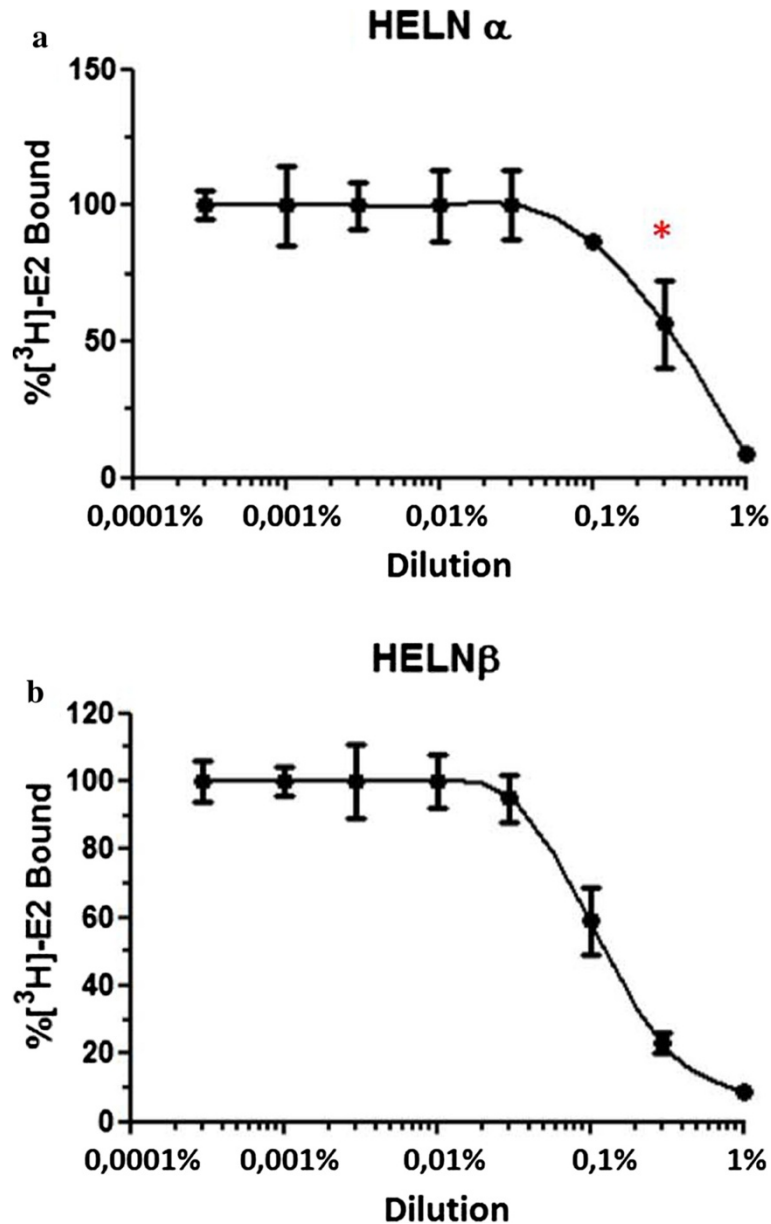 a
HELN α
150
100
50
0
%[³H]-E2 Bound
*
0,0001% 0,001% 0,01% 0,1% 1%
Dilution
b
HELNβ
120
100
80
60
40
20
0
%[³H]-E2 Bound
0,0001% 0,001% 0,01% 0,1% 1%
Dilution